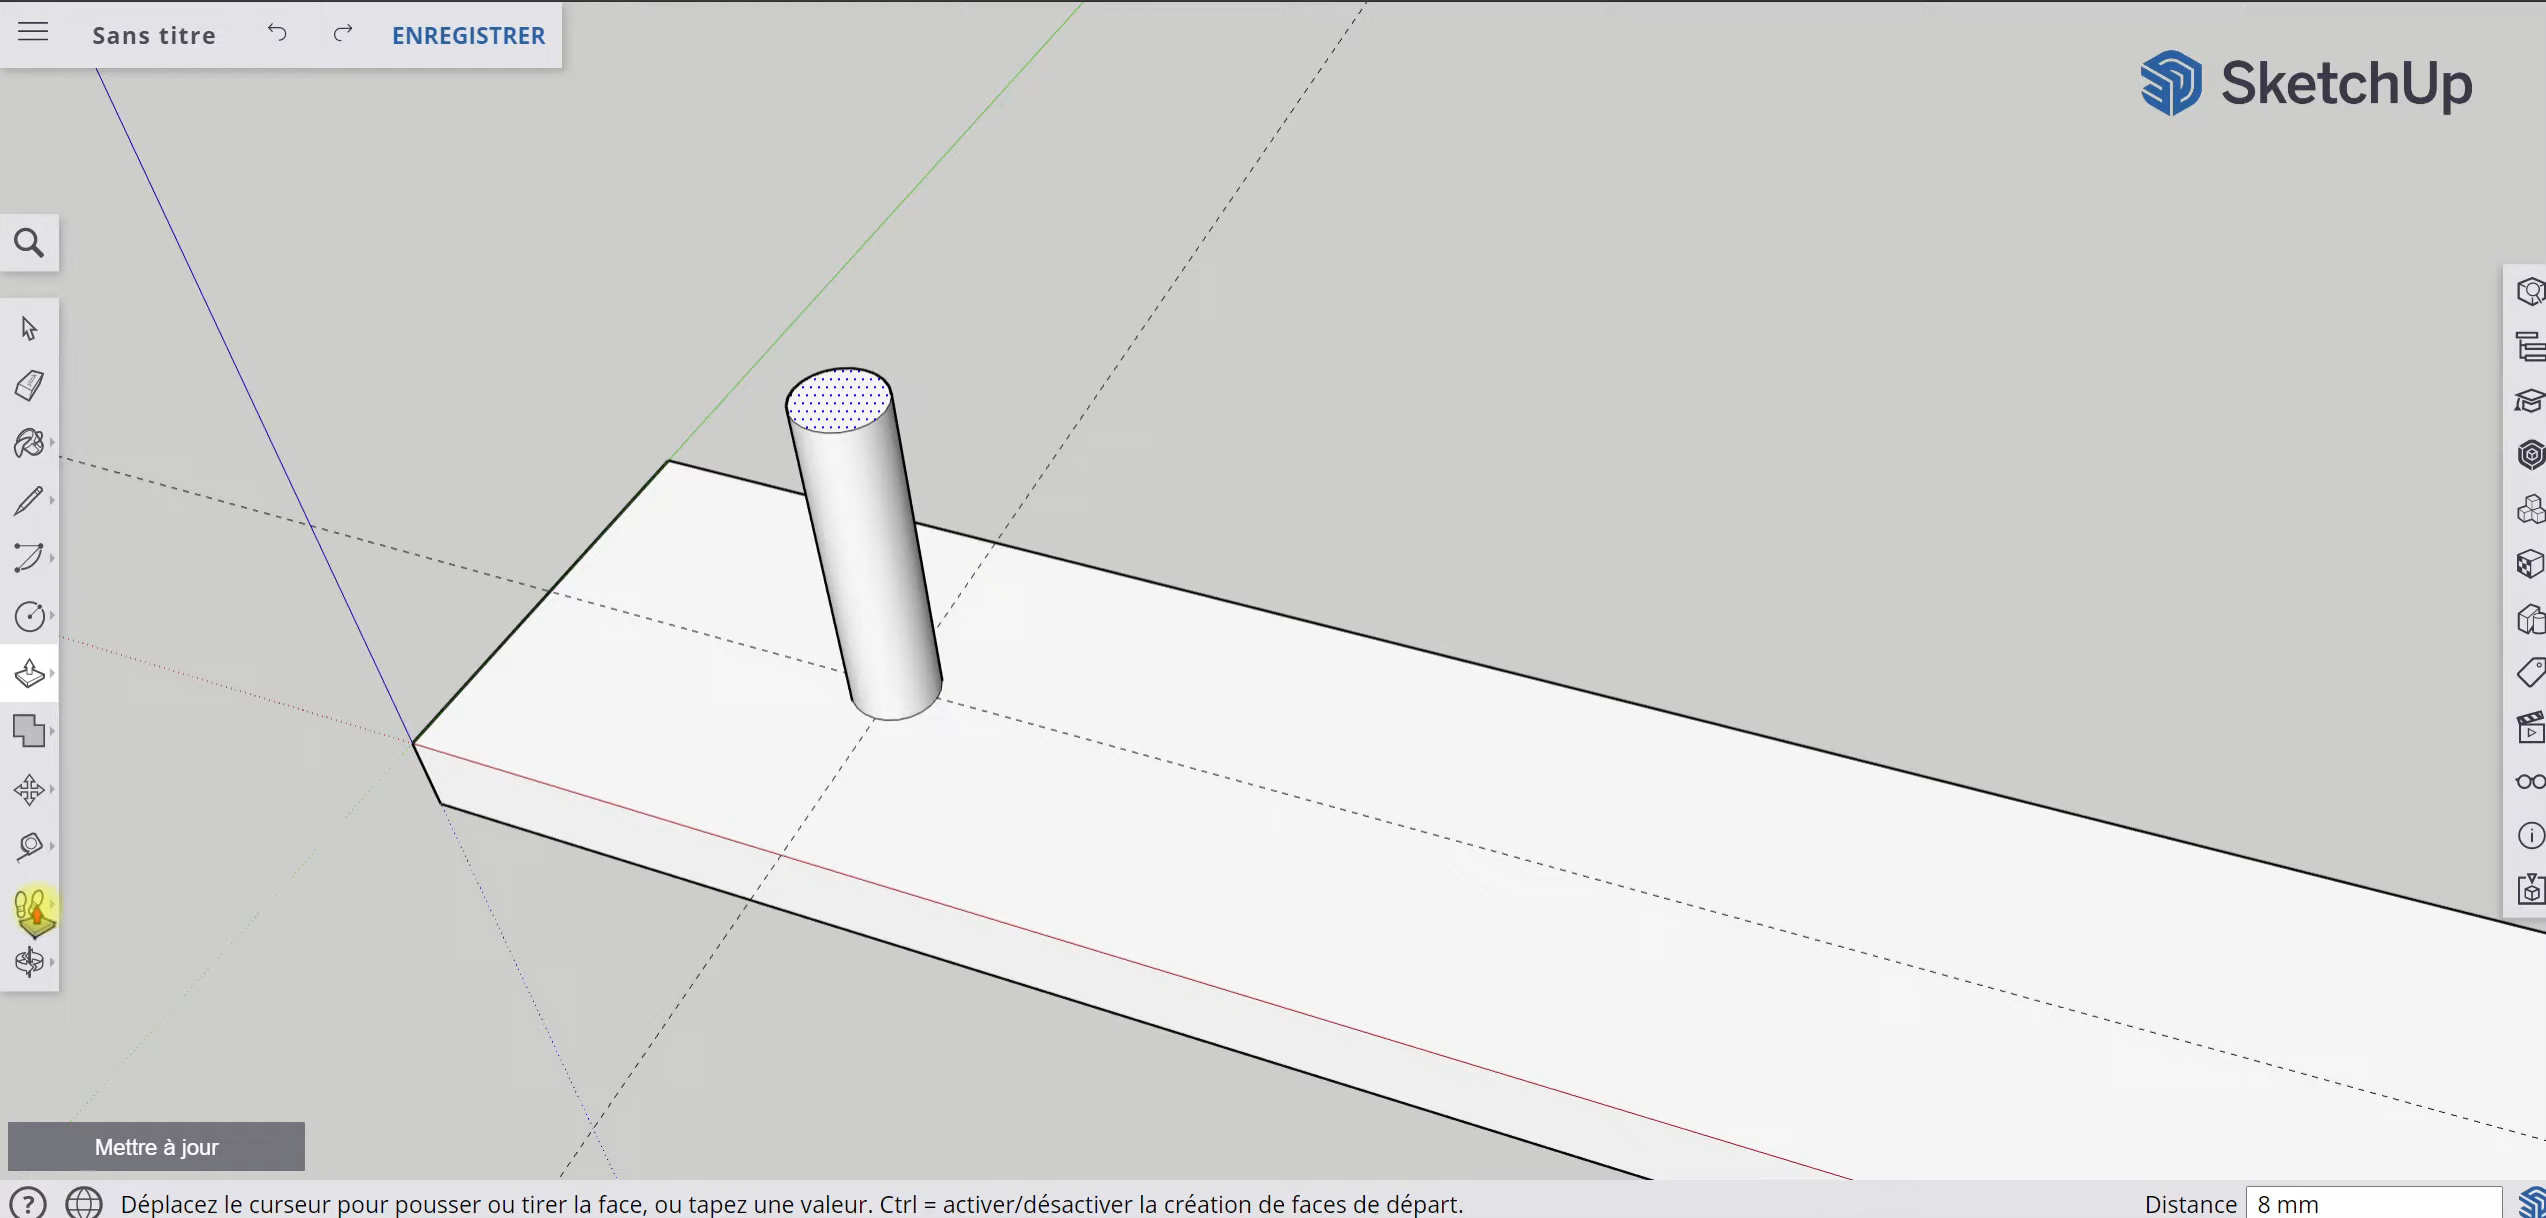 Sans titre
ENREGISTRER
SketchUp
Mettre à jour
Déplacez le curseur pour pousser ou tirer la face, ou tapez une valeur. Ctrl = activer/désactiver la création de faces de départ.
Distance 8 mm